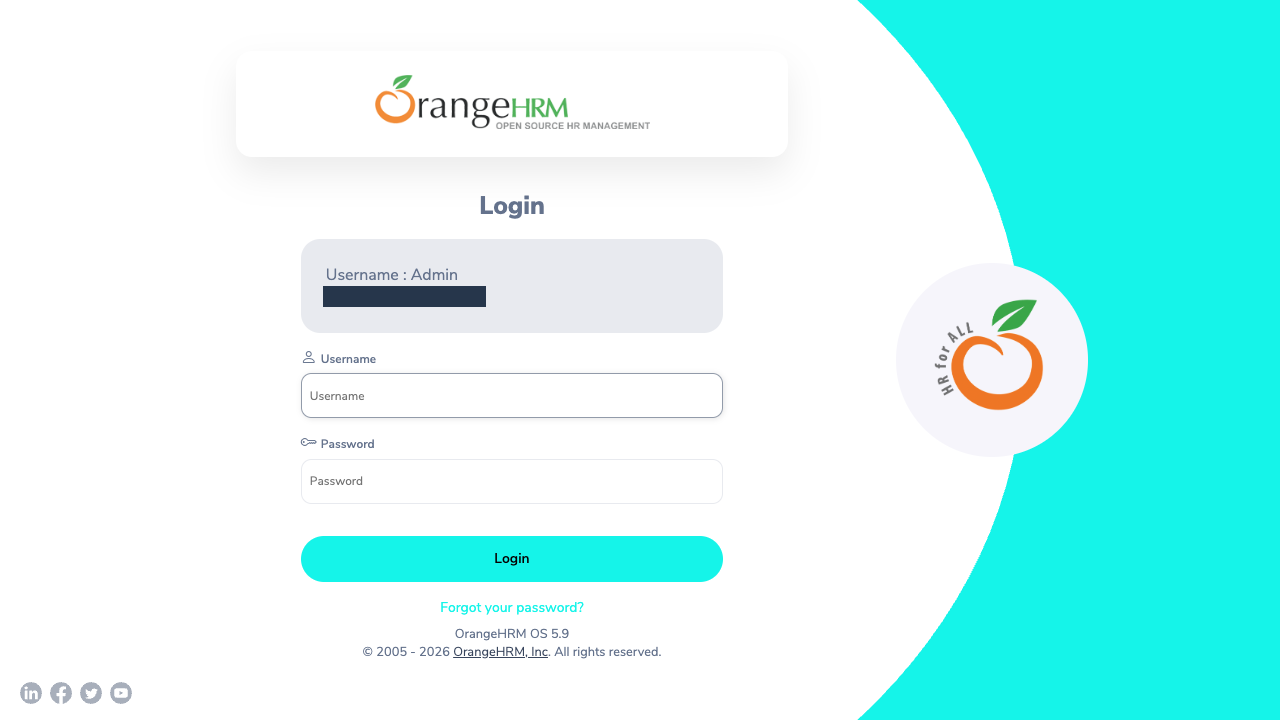 OrangeHRM
OPEN SOURCE HR MANAGEMENT
Login
Username : Admin
Username
Username
Password
Password
Login
Forgot your password?
OrangeHRM OS 5.9
© 2005 - 2026 OrangeHRM, Inc. All rights reserved.
HR for ALL